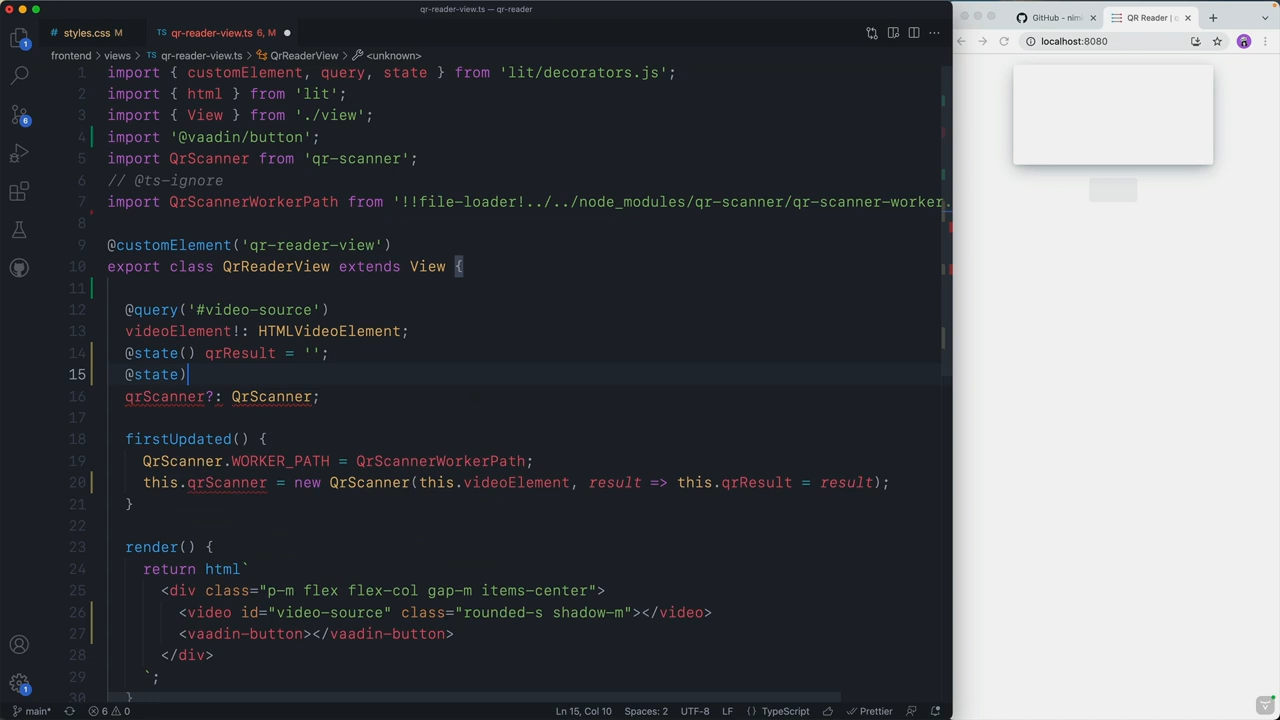 qr-reader-view.ts - qr-reader
styles.css M
TS qr-reader-view.ts 6, M
frontend > views > TS qr-reader-view.ts > QrReaderView > <unknown>
1 import { customElement, query, state } from 'lit/decorators.js';
2 import { html } from 'lit';
3 import { View } from './view';
4 import '@vaadin/button';
5 import QrScanner from 'qr-scanner';
6 // @ts-ignore
7 import QrScannerWorkerPath from '!!file-loader!../../node_modules/qr-scanner/qr-scanner-worker.
8
9 @customElement('qr-reader-view')
10 export class QrReaderView extends View {
11
12 @query('#video-source')
13 videoElement!: HTMLVideoElement;
14 @state() qrResult = '';
15 @state)
16 qrScanner?: QrScanner;
17
18 firstUpdated() {
19 QrScanner.WORKER_PATH = QrScannerWorkerPath;
20 this.qrScanner = new QrScanner(this.videoElement, result => this.qrResult = result);
21 }
22
23 render() {
24 return html`
25 <div class="p-m flex flex-col gap-m items-center">
26 <video id="video-source" class="rounded-s shadow-m"></video>
27 <vaadin-button></vaadin-button>
28 </div>
29 `;
30 }
1
6
1
main*
6 0
Ln 15, Col 10
Spaces: 2
UTF-8
LF
{} TypeScript
Prettier
GitHub - nimi
QR Reader | q
localhost:8080